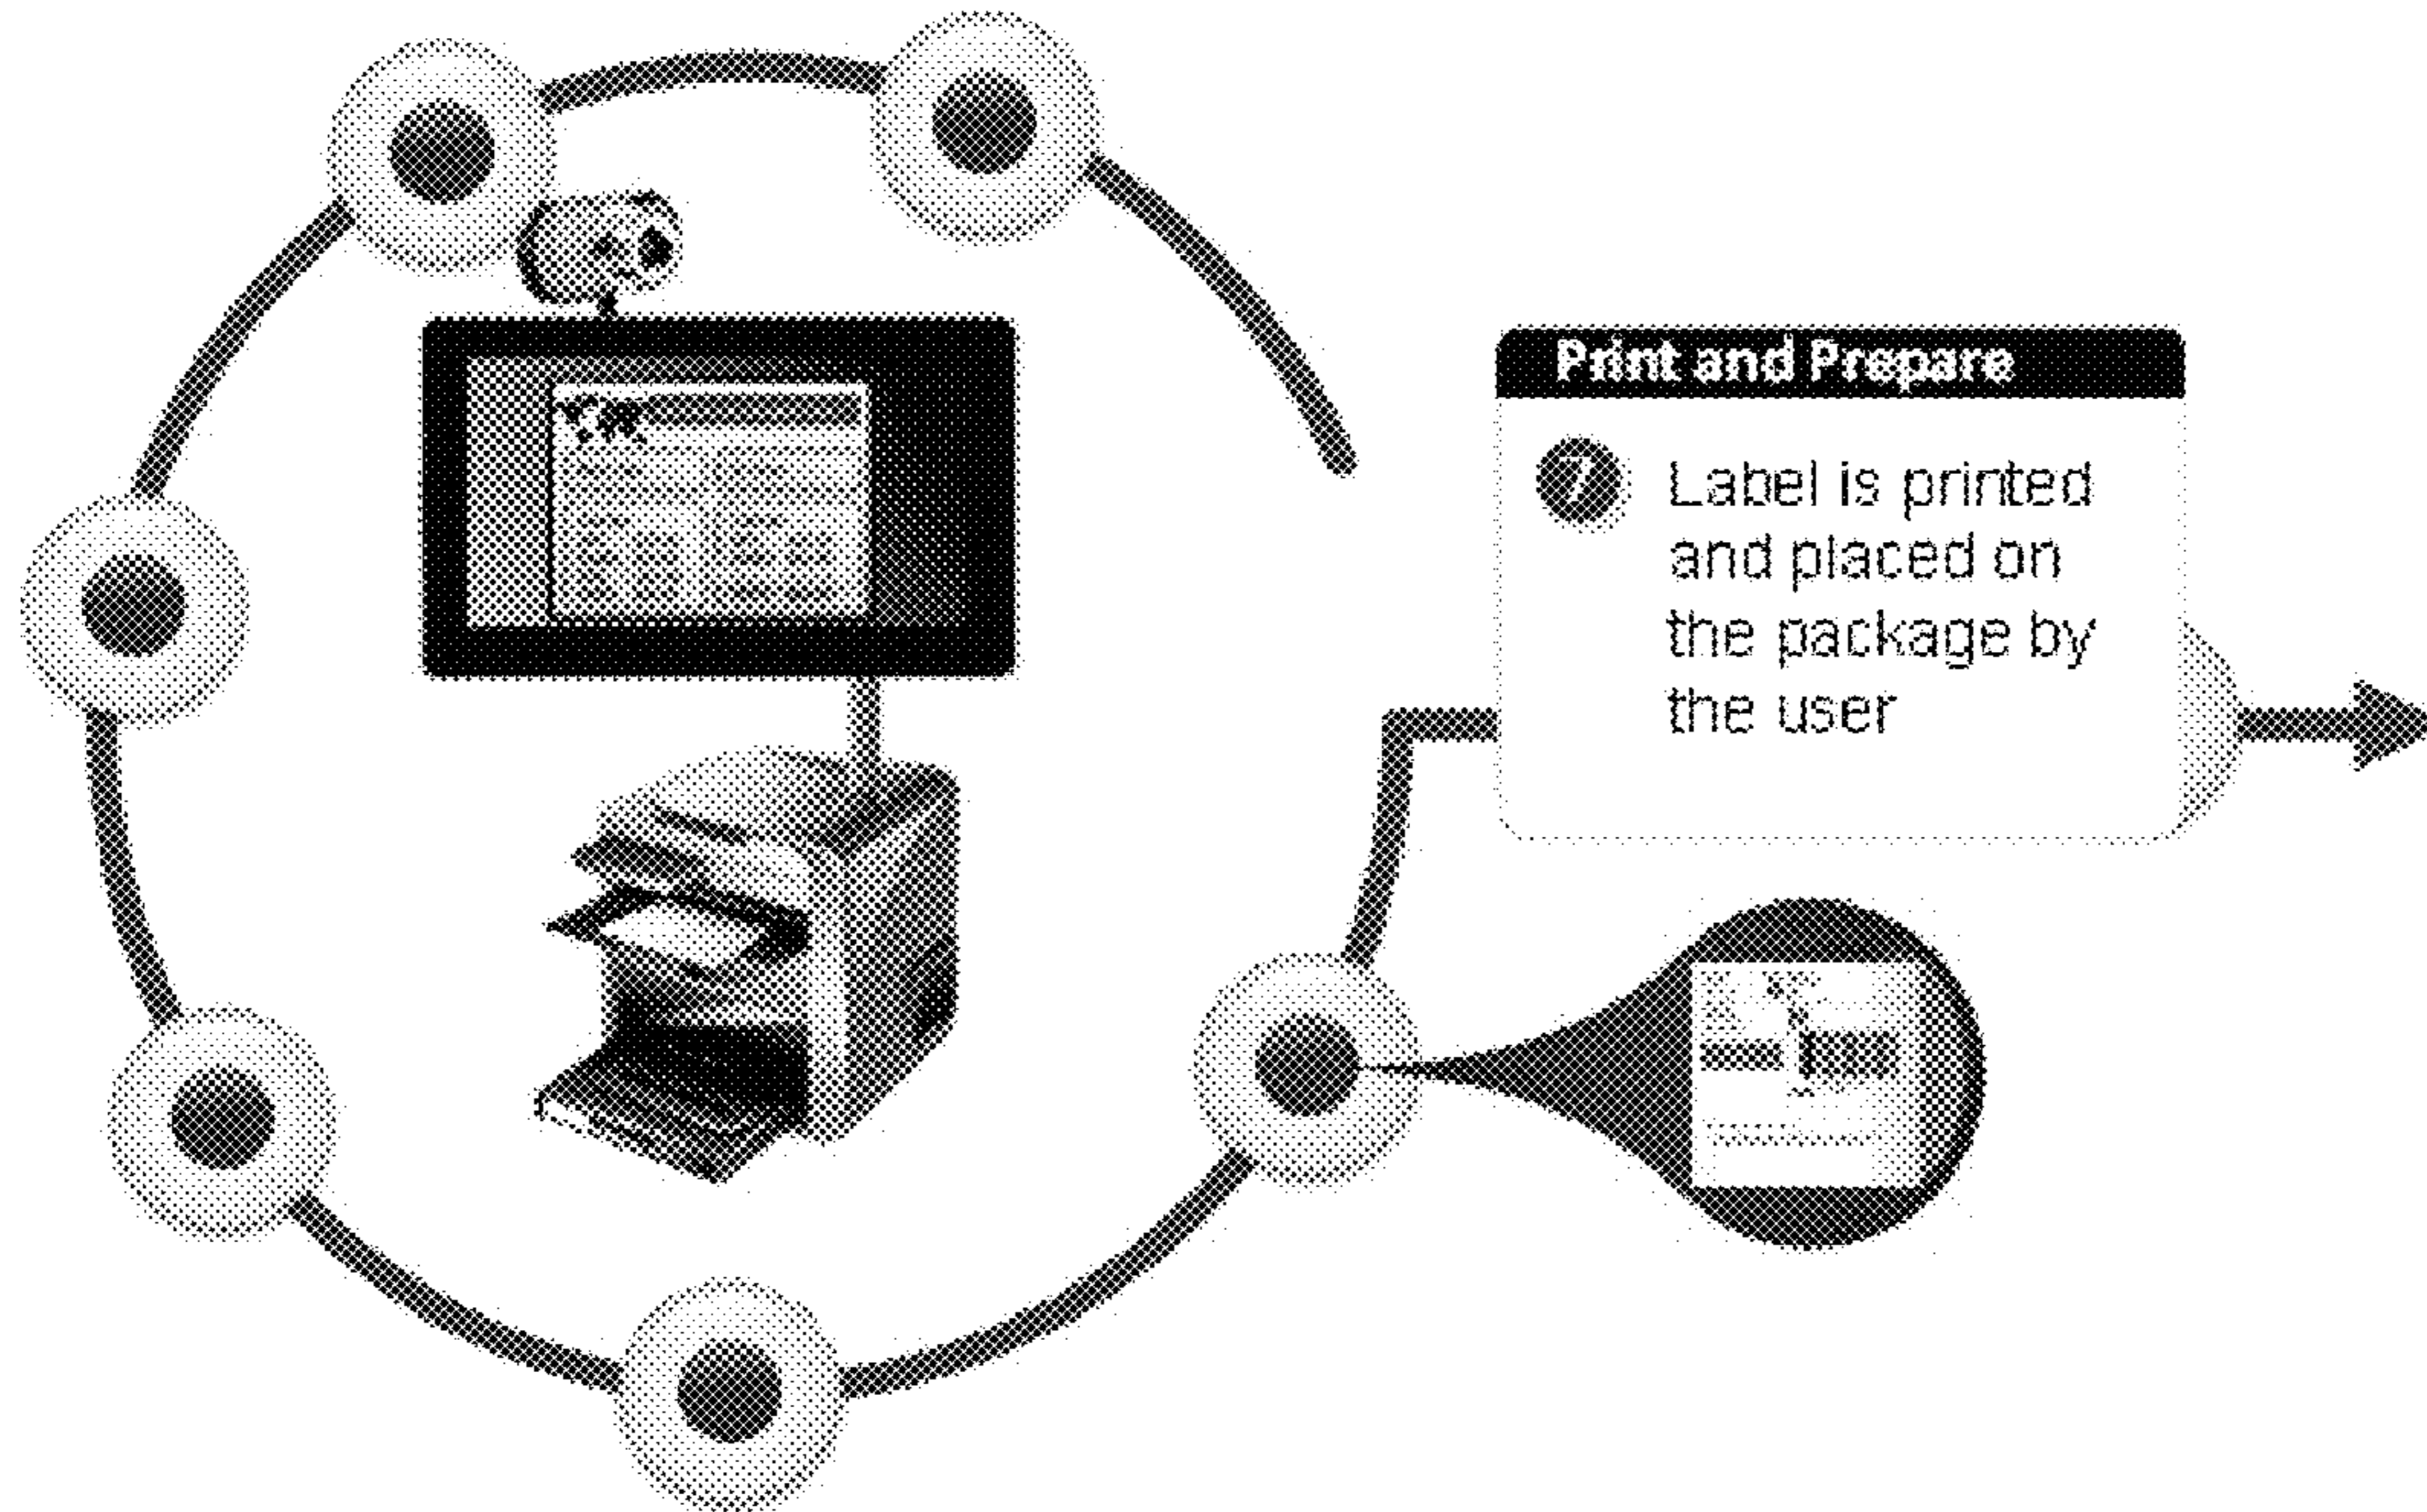 Print and Prepare
7 Label is printed
and placed on
the package by
the user